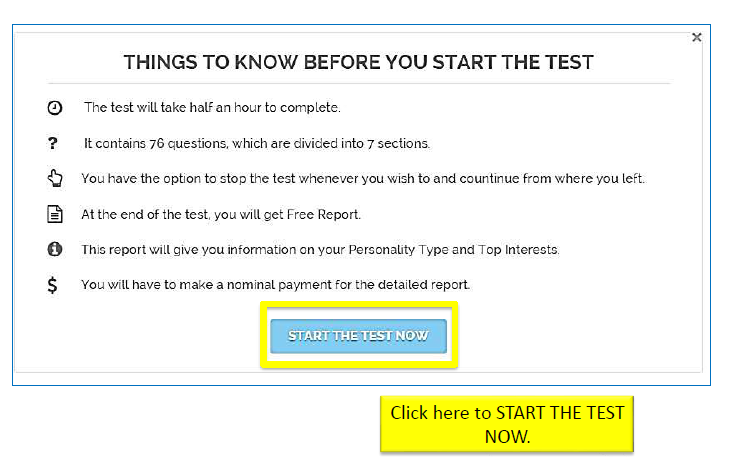 THINGS TO KNOW BEFORE YOU START THE TEST
The test will take half an hour to complete.
It contains 76 questions, which are divided into 7 sections.
You have the option to stop the test whenever you wish to and countinue from where you left.
At the end of the test, you will get Free Report.
This report will give you information on your Personality Type and Top Interests.
You will have to make a nominal payment for the detailed report.
START THE TEST NOW
Click here to START THE TEST
NOW.